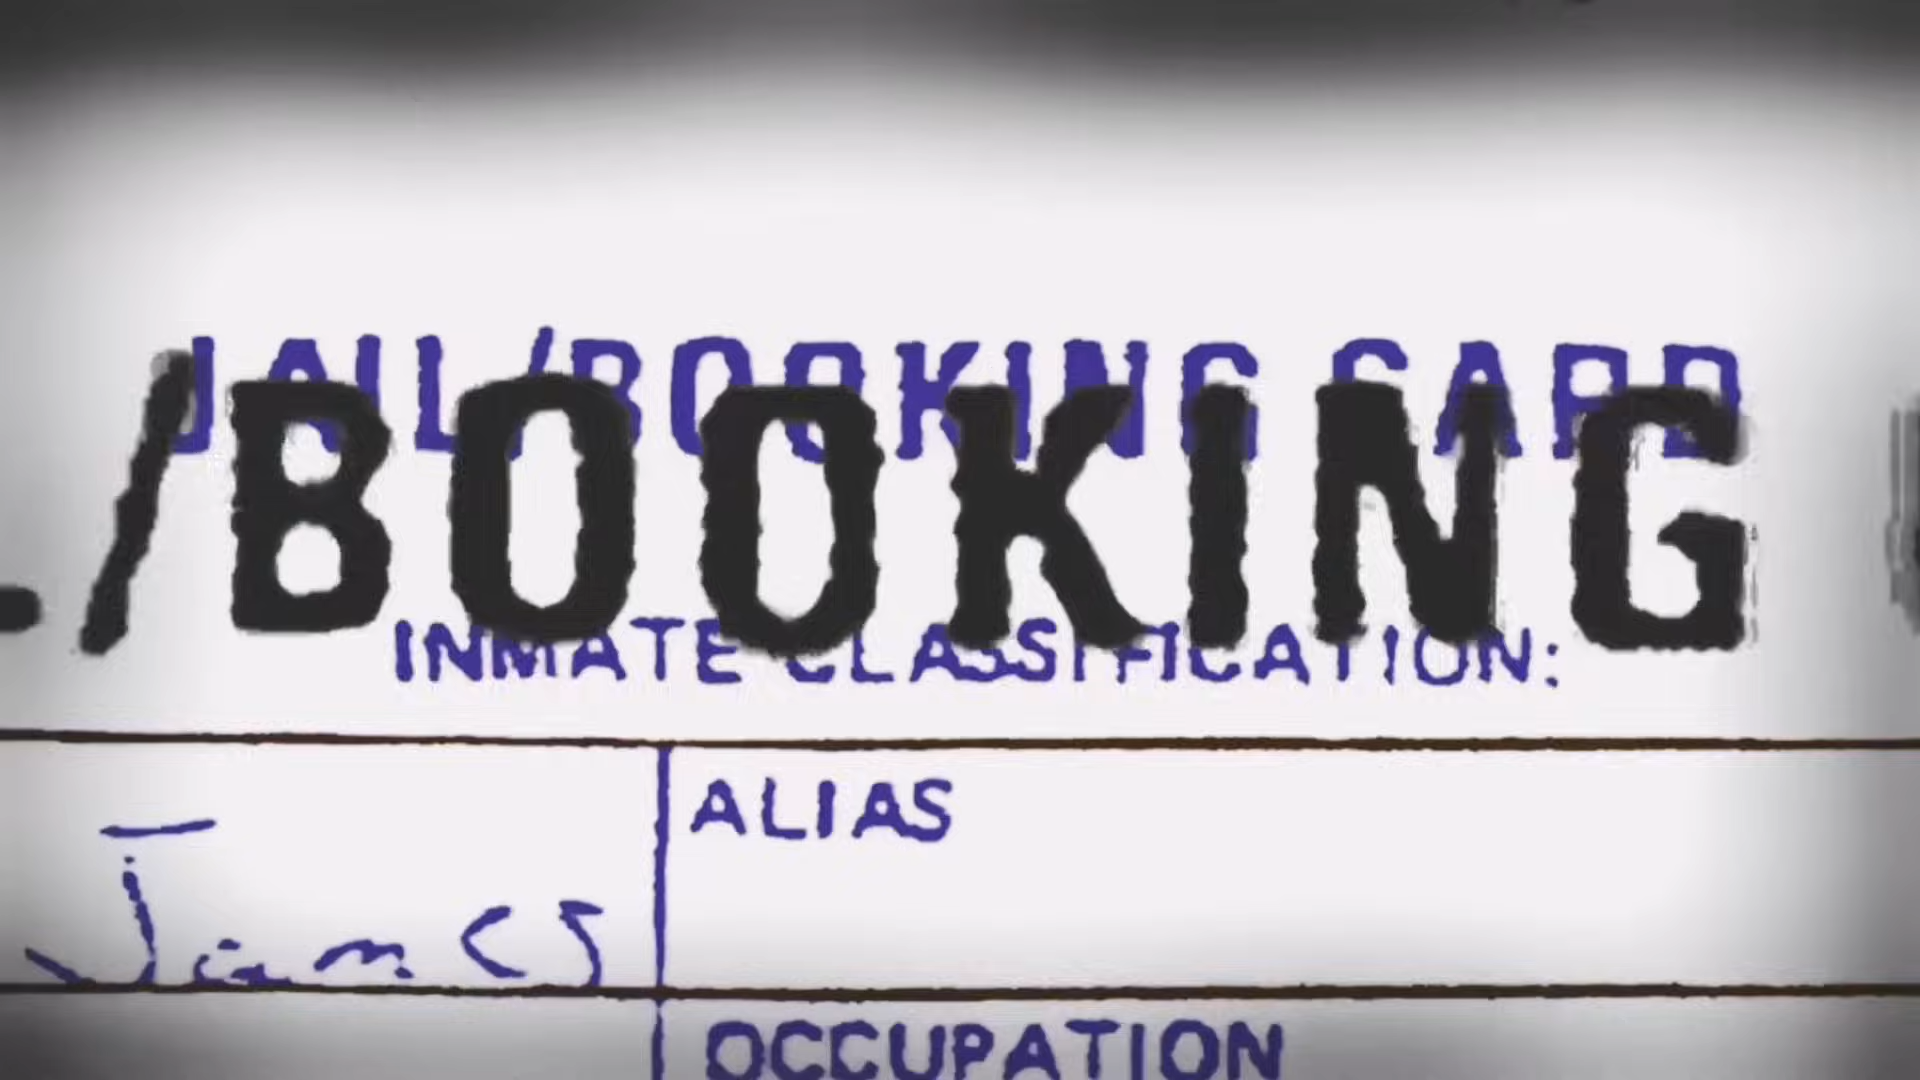 JAIL/BOOKING CARD
/BOOKING
INMATE CLASSIFICATION:
ALIAS
James
OCCUPATION